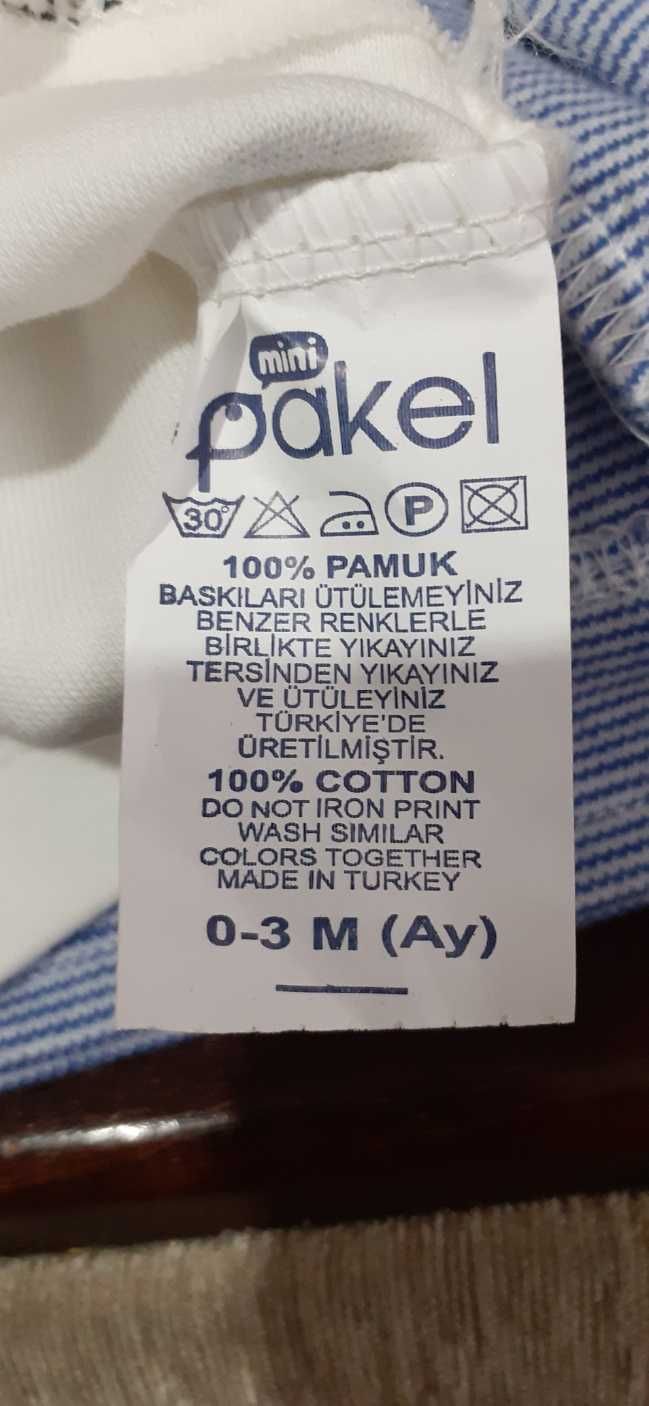 mini
pakel
30°
P
100% PAMUK
BASKILARI ÜTÜLEMEYİNİZ
BENZER RENKLERLE
BİRLİKTE YIKAYINIZ
TERSİNDEN YIKAYINIZ
VE ÜTÜLEYİNİZ
TÜRKİYE'DE
ÜRETİLMİŞTİR.
100% COTTON
DO NOT IRON PRINT
WASH SIMILAR
COLORS TOGETHER
MADE IN TURKEY
0-3 M (Ay)